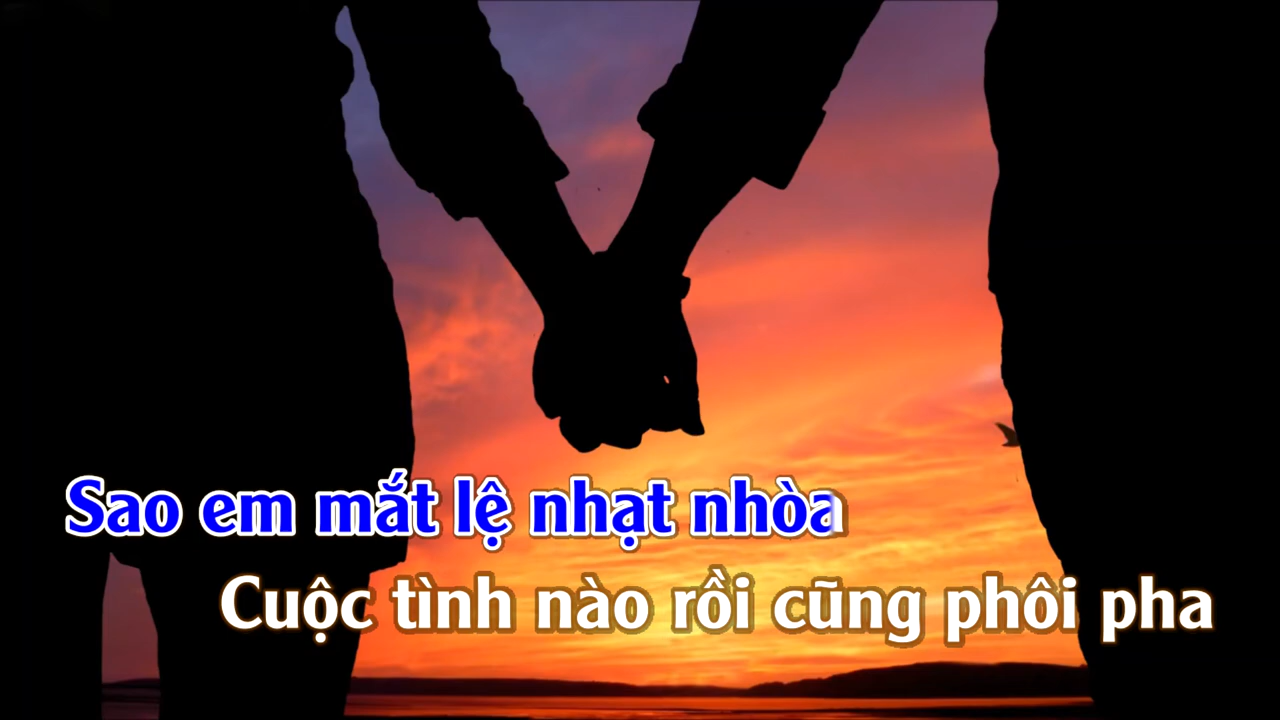 Sao em mắt lệ nhạt nhòa
Cuộc tình nào rồi cũng phôi pha